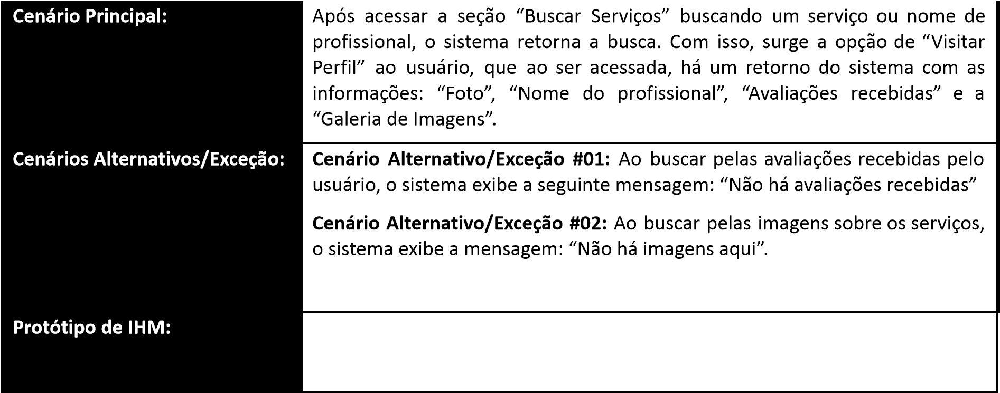 Cenário Principal:
Após acessar a seção “Buscar Serviços” buscando um serviço ou nome de
profissional, o sistema retorna a busca. Com isso, surge a opção de “Visitar
Perfil” ao usuário, que ao ser acessada, há um retorno do sistema com as
informações: “Foto”, “Nome do profissional”, “Avaliações recebidas” e a
“Galeria de Imagens”.
Cenários Alternativos/Exceção:
Cenário Alternativo/Exceção #01: Ao buscar pelas avaliações recebidas pelo
usuário, o sistema exibe a seguinte mensagem: “Não há avaliações recebidas”
Cenário Alternativo/Exceção #02: Ao buscar pelas imagens sobre os serviços,
o sistema exibe a mensagem: “Não há imagens aqui”.
Protótipo de IHM: